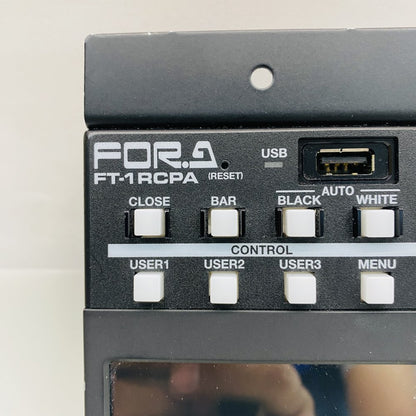 FOR.A
FT-1RCPA (RESET)
USB
AUTO
CLOSE BAR BLACK WHITE
CONTROL
USER1 USER2 USER3 MENU